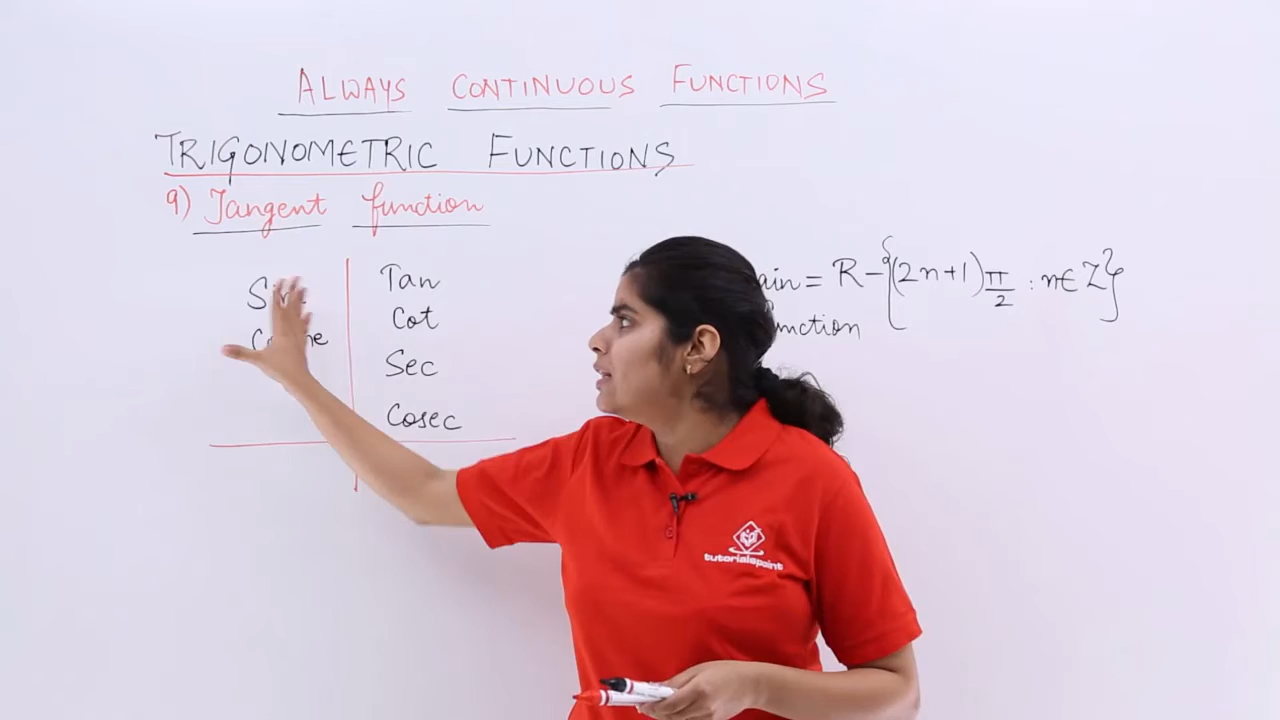 ALWAYS CONTINUOUS FUNCTIONS
TRIGONOMETRIC FUNCTIONS
9) Tangent function
Tan
Cot
Sec
Cosec
= R - {(2n+1) π/2 : n ∈ Z}
tutorialspoint